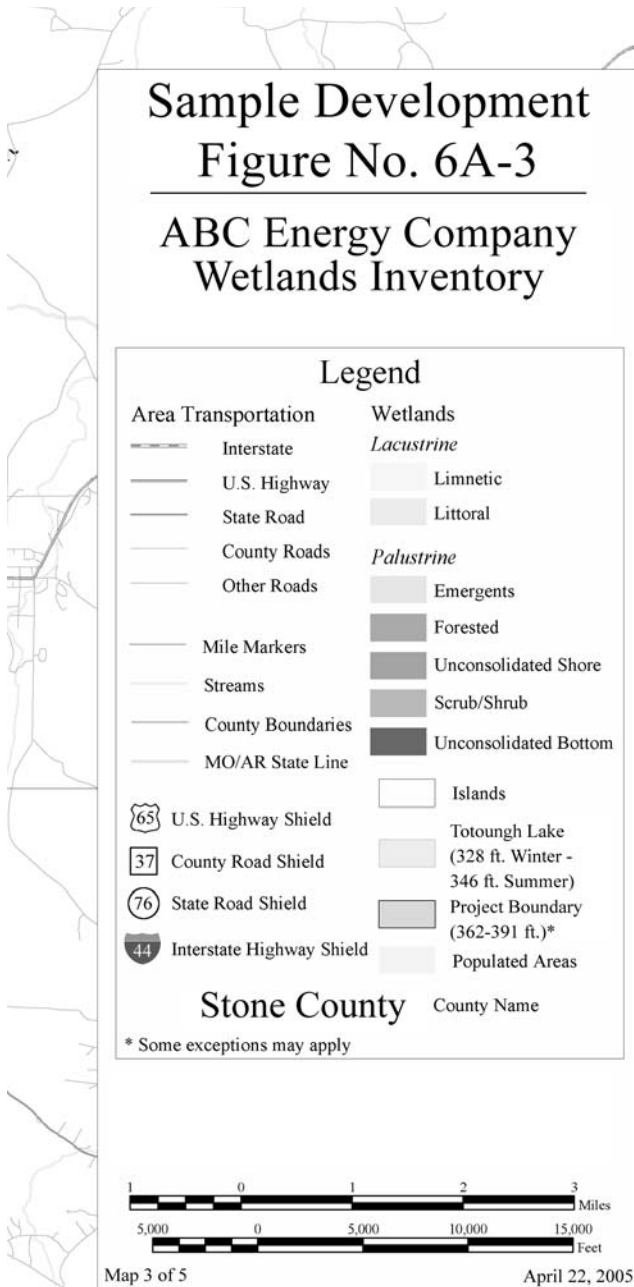 Sample Development
Figure No. 6A-3
ABC Energy Company
Wetlands Inventory
Legend
Area Transportation
Interstate
U.S. Highway
State Road
County Roads
Other Roads
Mile Markers
Streams
County Boundaries
MO/AR State Line
65 U.S. Highway Shield
37 County Road Shield
76 State Road Shield
44 Interstate Highway Shield
Wetlands
Lacustrine
Limnetic
Littoral
Palustrine
Emergents
Forested
Unconsolidated Shore
Scrub/Shrub
Unconsolidated Bottom
Islands
Totoungh Lake
(328 ft. Winter -
346 ft. Summer)
Project Boundary
(362-391 ft.)*
Populated Areas
Stone County County Name
* Some exceptions may apply
1 0 1 2 3
Miles
5,000 0 5,000 10,000 15,000
Feet
Map 3 of 5 April 22, 2005